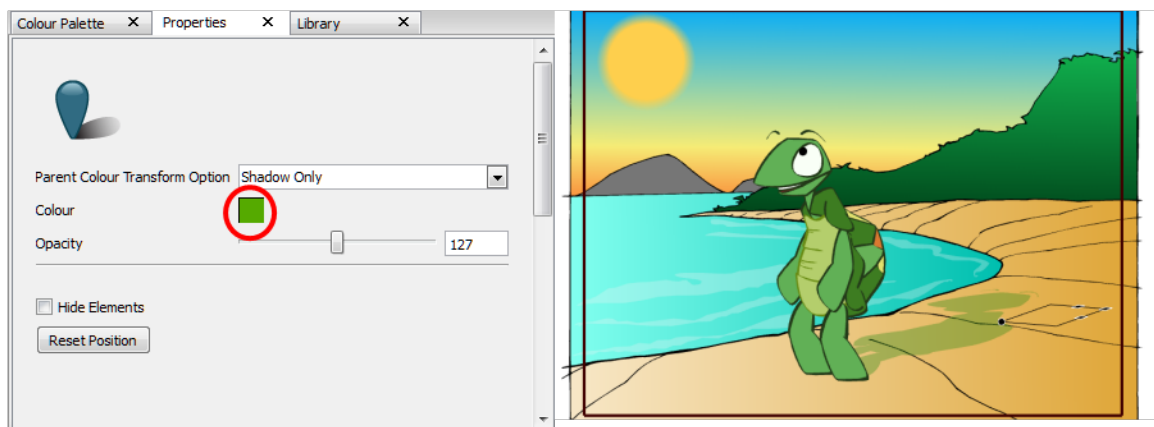 Colour Palette
Properties
Library
Parent Colour Transform Option Shadow Only
Colour
Opacity 127
Hide Elements
Reset Position